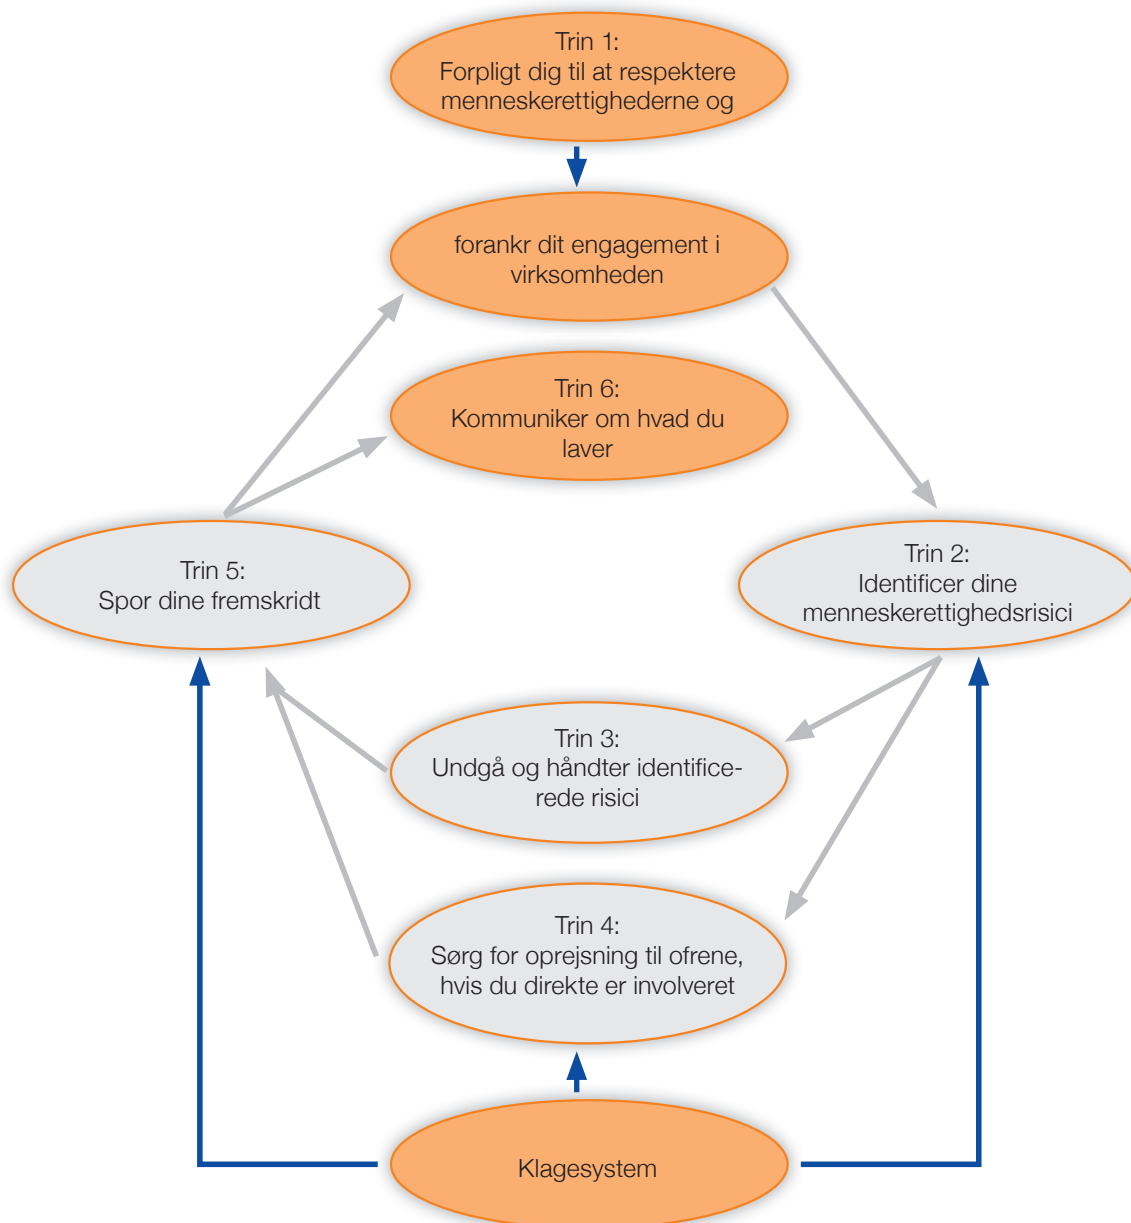 Trin 1:
Forpligt dig til at respektere
menneskerettighederne og
forankr dit engagement i
virksomheden
Trin 6:
Kommuniker om hvad du
laver
Trin 5:
Spor dine fremskridt
Trin 2:
Identificer dine
menneskerettighedsrisici
Trin 3:
Undgå og håndter identifice-
rede risici
Trin 4:
Sørg for oprejsning til ofrene,
hvis du direkte er involveret
Klagesystem